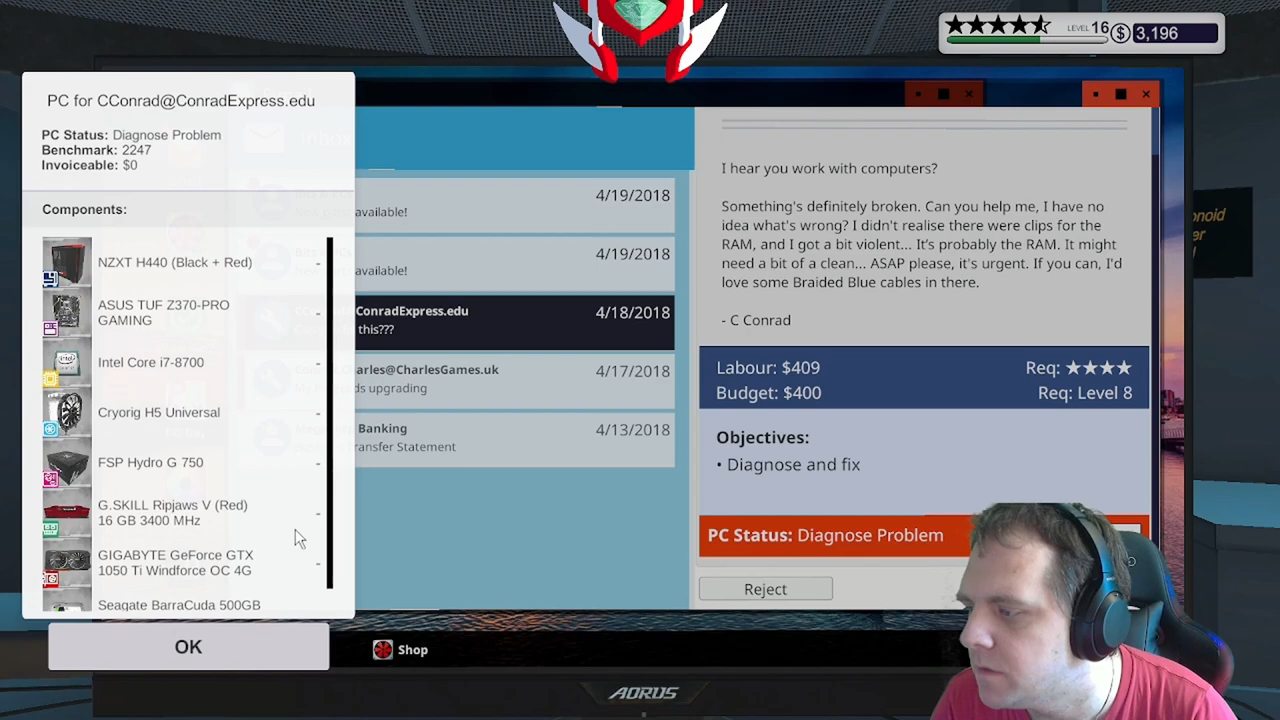 LEVEL 16 $ 3,196
PC for CConrad@ConradExpress.edu
PC Status: Diagnose Problem
Benchmark: 2247
Invoiceable: $0
Components:
NZXT H440 (Black + Red) -
ASUS TUF Z370-PRO
GAMING -
Intel Core i7-8700 -
Cryorig H5 Universal -
FSP Hydro G 750 -
G.SKILL Ripjaws V (Red)
16 GB 3400 MHz -
GIGABYTE GeForce GTX
1050 Ti Windforce OC 4G -
Seagate BarraCuda 500GB
OK
Inbox
4/19/2018
available!
4/19/2018
available!
ConradExpress.edu 4/18/2018
this???
Charles@CharlesGames.uk 4/17/2018
upgrading
Banking 4/13/2018
Transfer Statement
I hear you work with computers?
Something's definitely broken. Can you help me, I have no
idea what's wrong? I didn't realise there were clips for the
RAM, and I got a bit violent... It's probably the RAM. It might
need a bit of a clean... ASAP please, it's urgent. If you can, I'd
love some Braided Blue cables in there.
- C Conrad
Labour: $409 Req: ★★★★
Budget: $400 Req: Level 8
Objectives:
• Diagnose and fix
PC Status: Diagnose Problem
Reject
Shop
AORUS